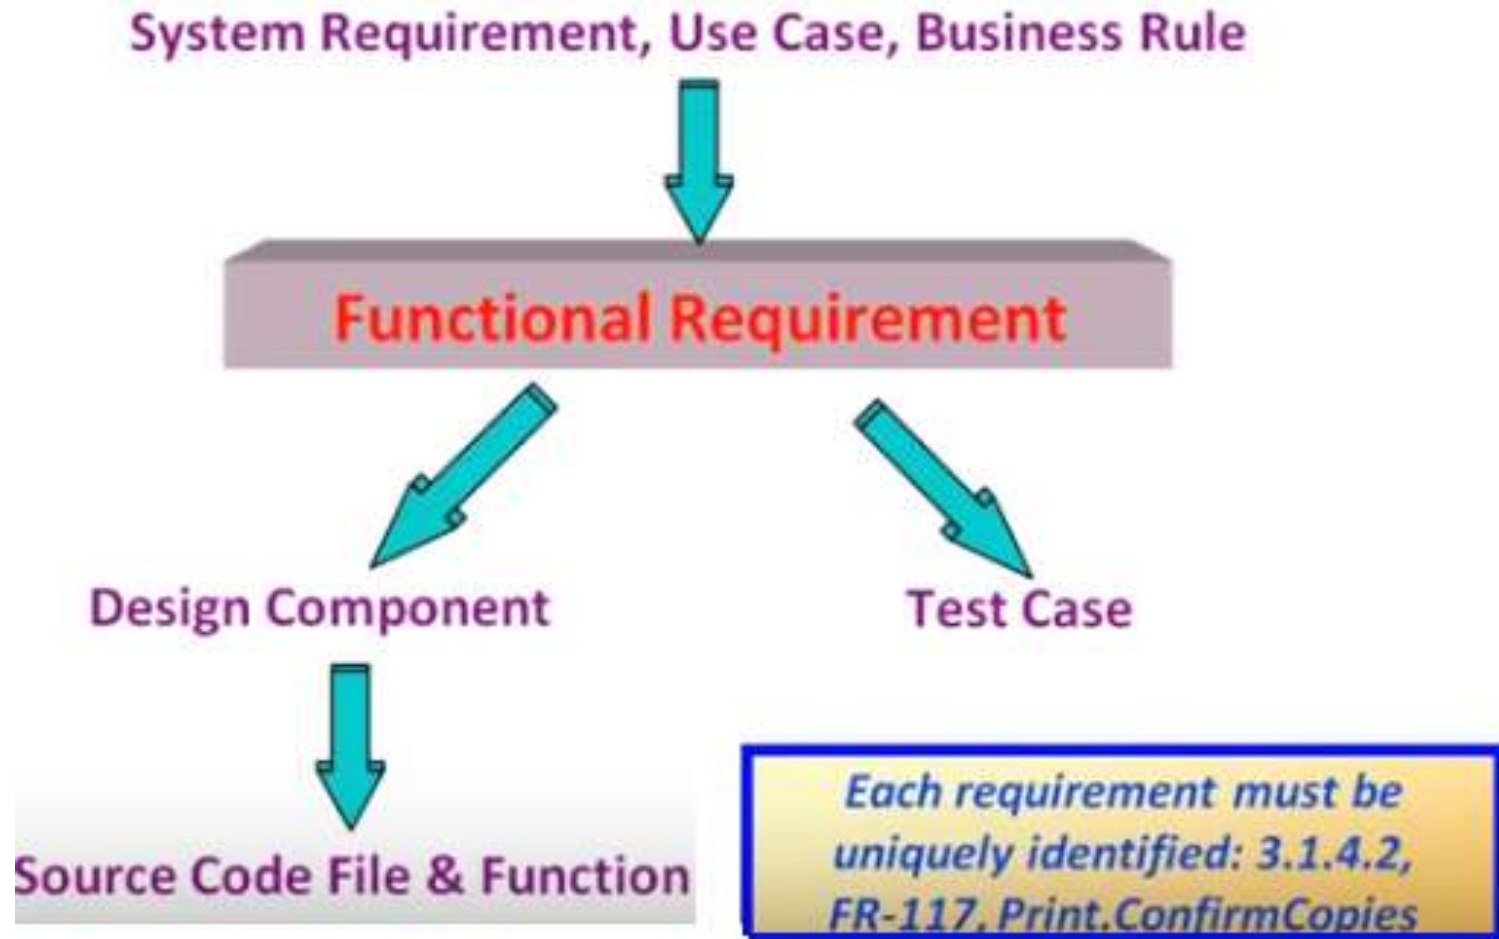 System Requirement, Use Case, Business Rule
Functional Requirement
Design Component
Test Case
Source Code File & Function
Each requirement must be
uniquely identified: 3.1.4.2,
FR-117, Print.ConfirmCopies